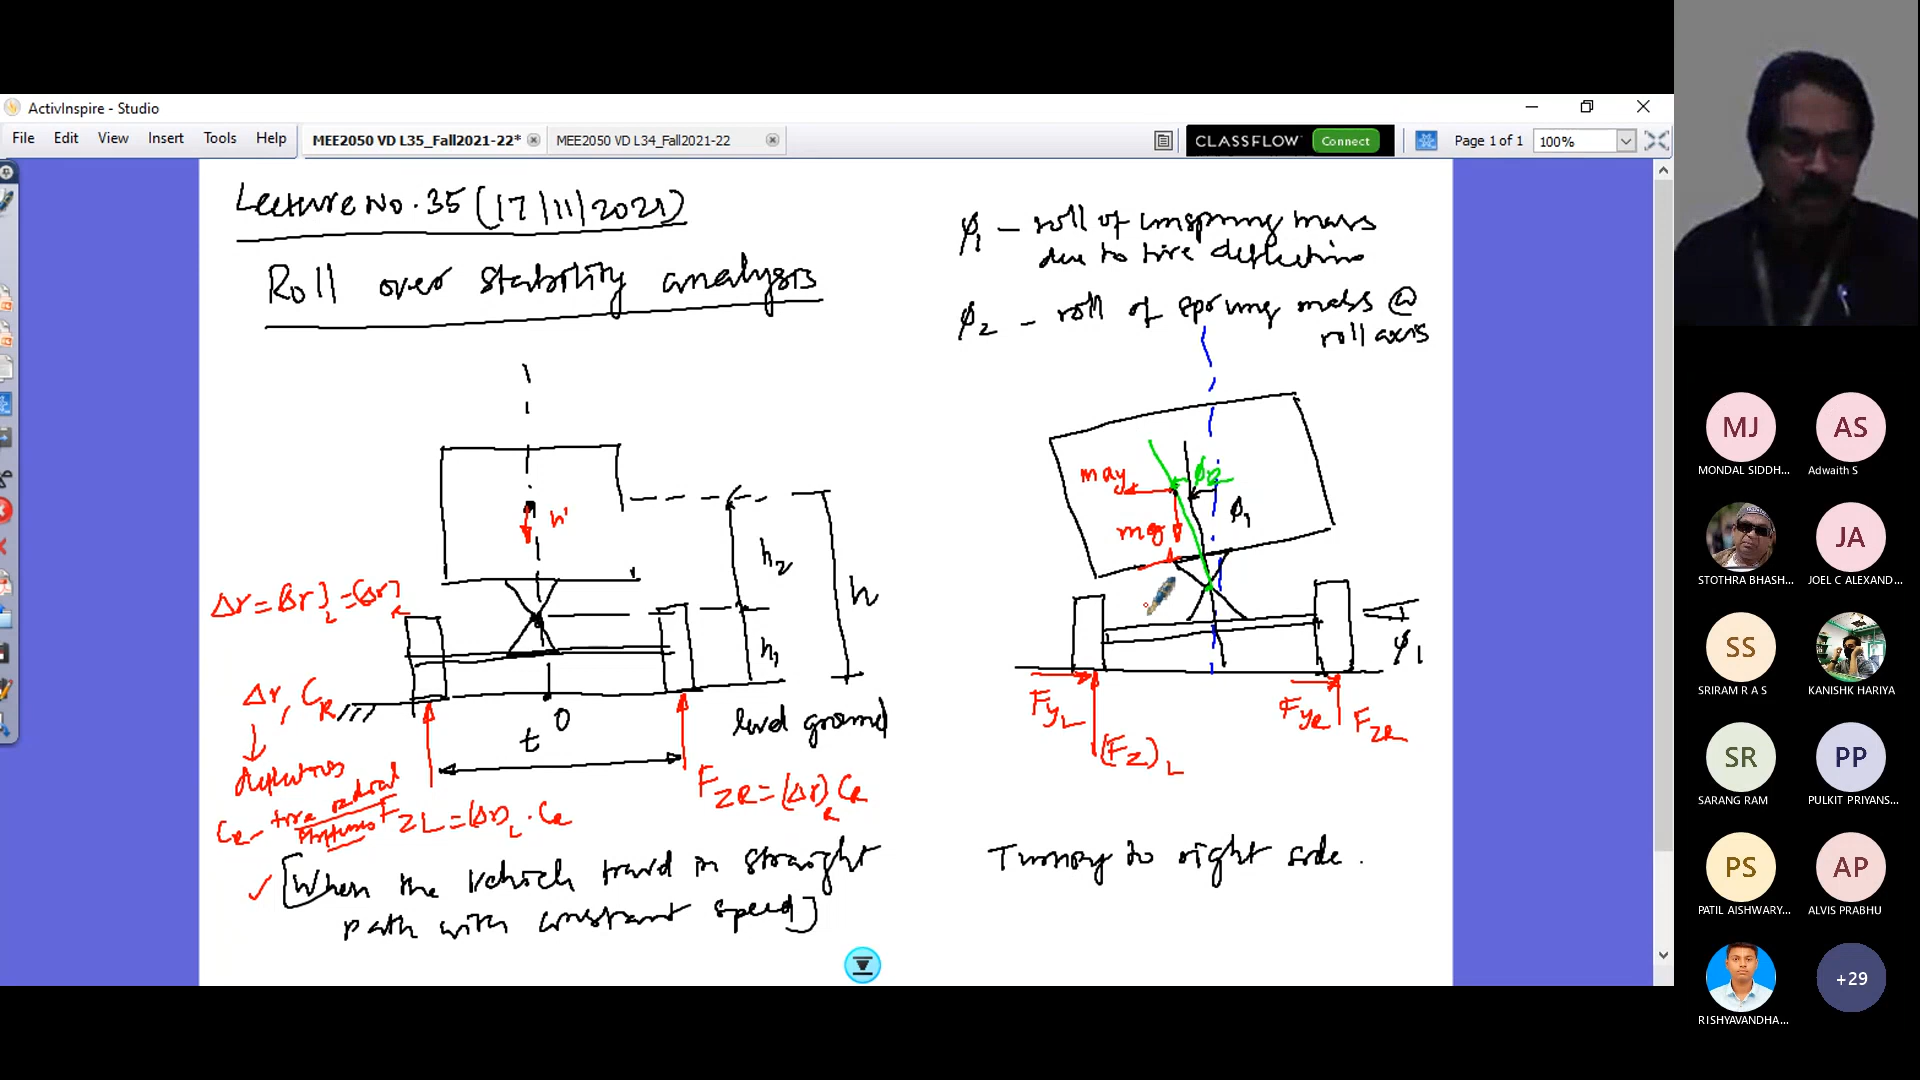 ActivInspire - Studio
File Edit View Insert Tools Help
MEE2050 VD L35_Fall2021-22*
MEE2050 VD L34_Fall2021-22
CLASSFLOW
Connect
Page 1 of 1
100%
Lecture No. 35 (17/11/2021)
Roll over stability analysis
h'
h2
h
h1
Δr = Δr)L = (Δr)
Δr, CR
O
t
level ground
CR - tire radial
FZL = (Δr)L . CR
FZR = (Δr)R CR
✓ [When the vehicle travel in straight
path with constant speed]
ϕ1 - roll of unsprung mass
due to tire deflection
ϕ2 - roll of sprung mass @
roll axis
may
ϕ2
mg
ϕ1
ϕ1
FyL
(FZ)L
FyR
FZR
Turning to right side.
MJ
MONDAL SIDDH...
AS
Adwaith S
STOTHRA BHASH...
JA
JOEL C ALEXAND...
SS
SRIRAM R A S
KANISHK HARIYA
SR
SARANG RAM
PP
PULKIT PRIYANS...
PS
PATIL AISHWARY...
AP
ALVIS PRABHU
RISHYAVANDHA...
+29